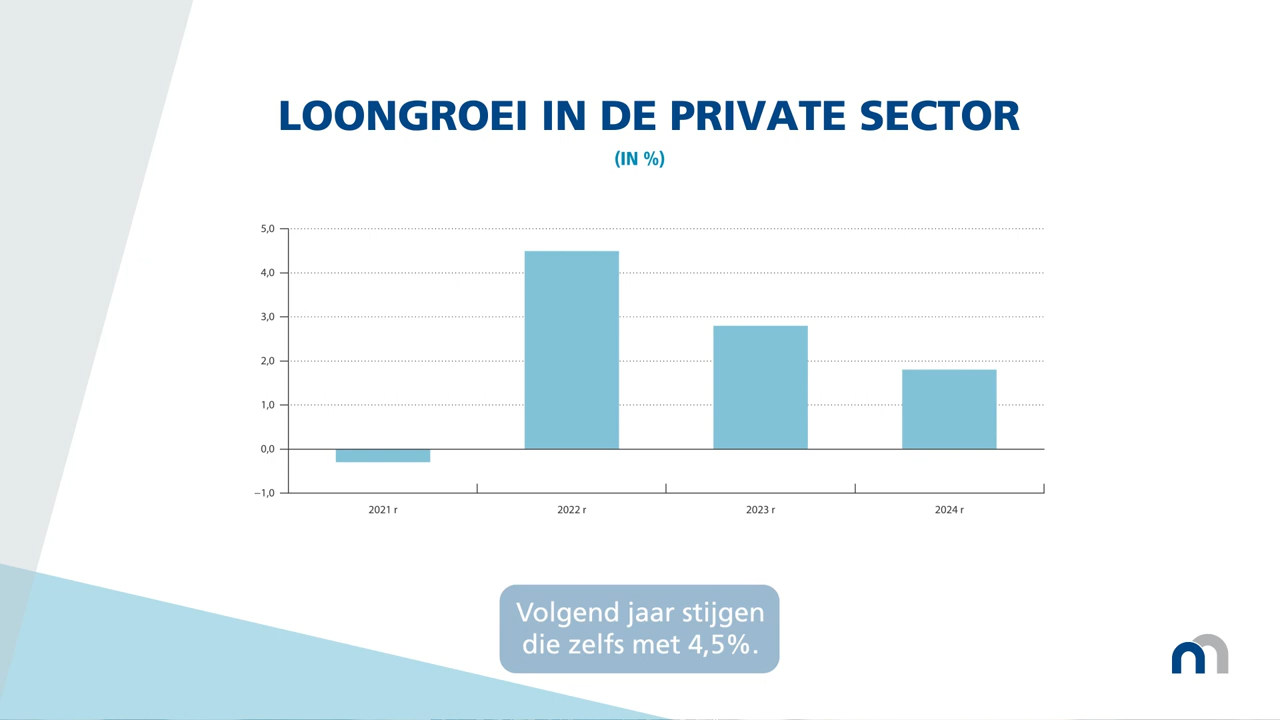 LOONGROEI IN DE PRIVATE SECTOR
(IN %)
5,0
4,0
3,0
2,0
1,0
0,0
–1,0
2021 r
2022 r
2023 r
2024 r
Volgend jaar stijgen
die zelfs met 4,5%.